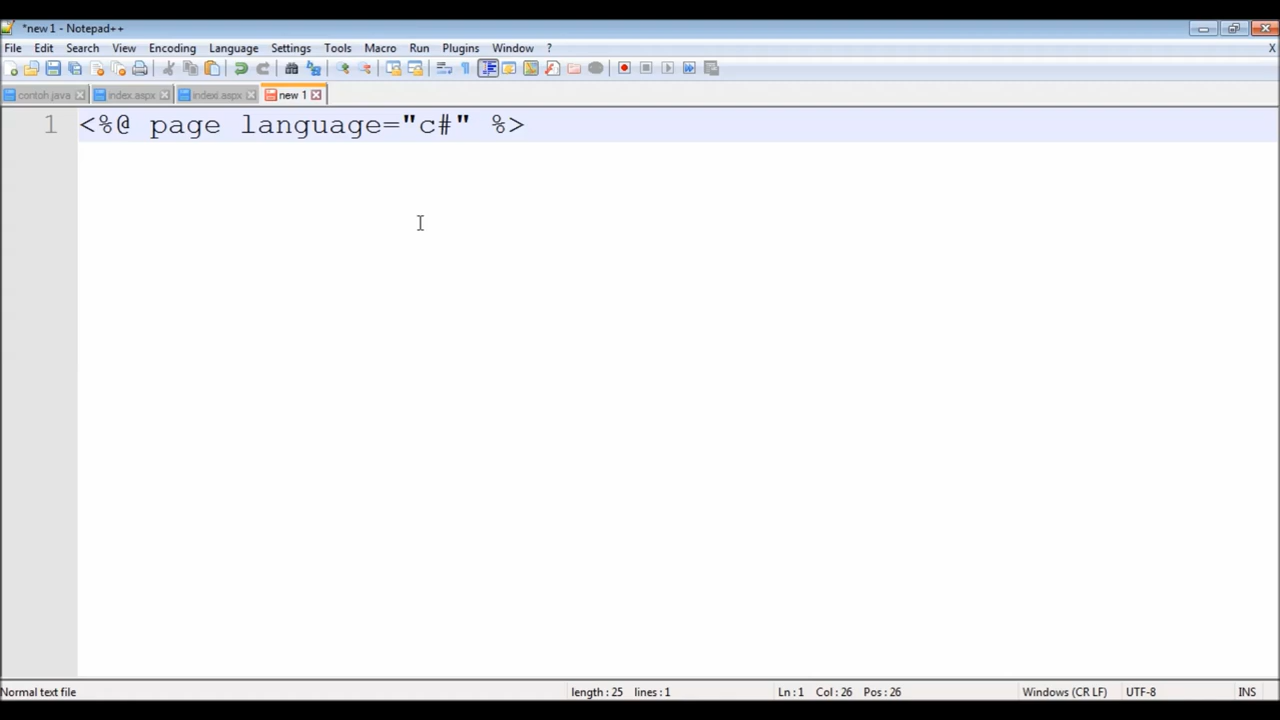 *new 1 - Notepad++
File Edit Search View Encoding Language Settings Tools Macro Run Plugins Window ? X
contoh.java index.aspx indexi.aspx new 1
1 <%@ page language="c#" %>
Normal text file length : 25 lines : 1 Ln : 1 Col : 26 Pos : 26 Windows (CR LF) UTF-8 INS